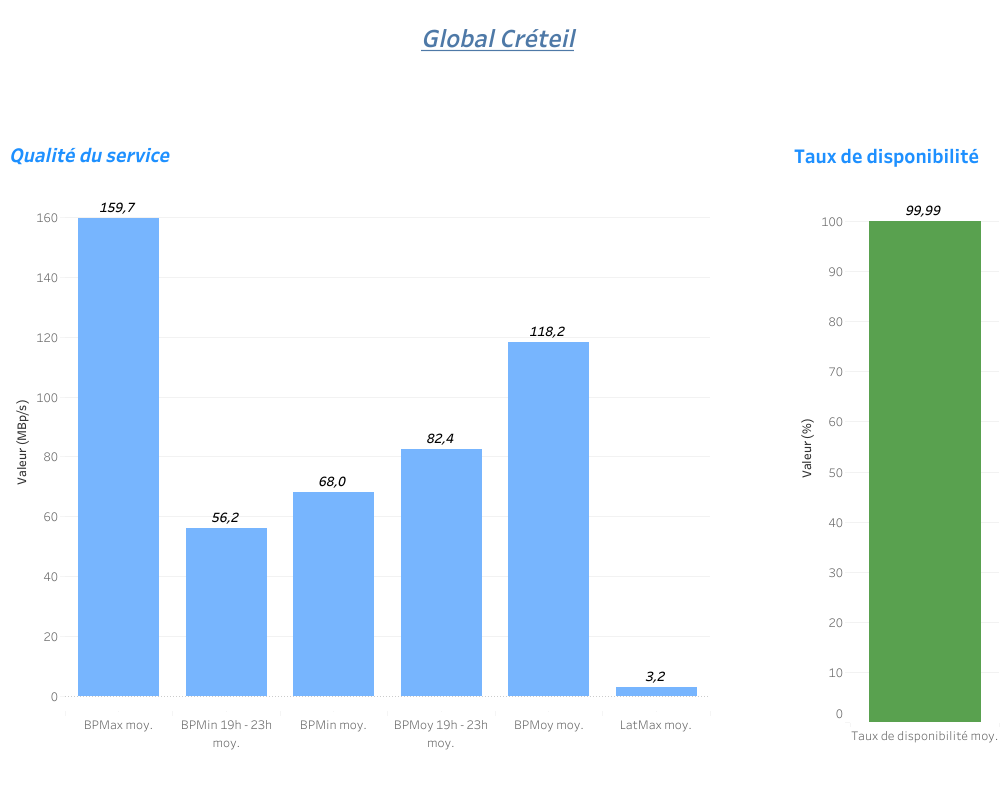 Global Créteil
Qualité du service
159,7
56,2
68,0
82,4
118,2
3,2
Valeur (MBp/s)
160
140
120
100
80
60
40
20
0
BPMax moy.
BPMin 19h - 23h
moy.
BPMin moy.
BPMoy 19h - 23h
moy.
BPMoy moy.
LatMax moy.
Taux de disponibilité
99,99
Valeur (%)
100
90
80
70
60
50
40
30
20
10
0
Taux de disponibilité moy.